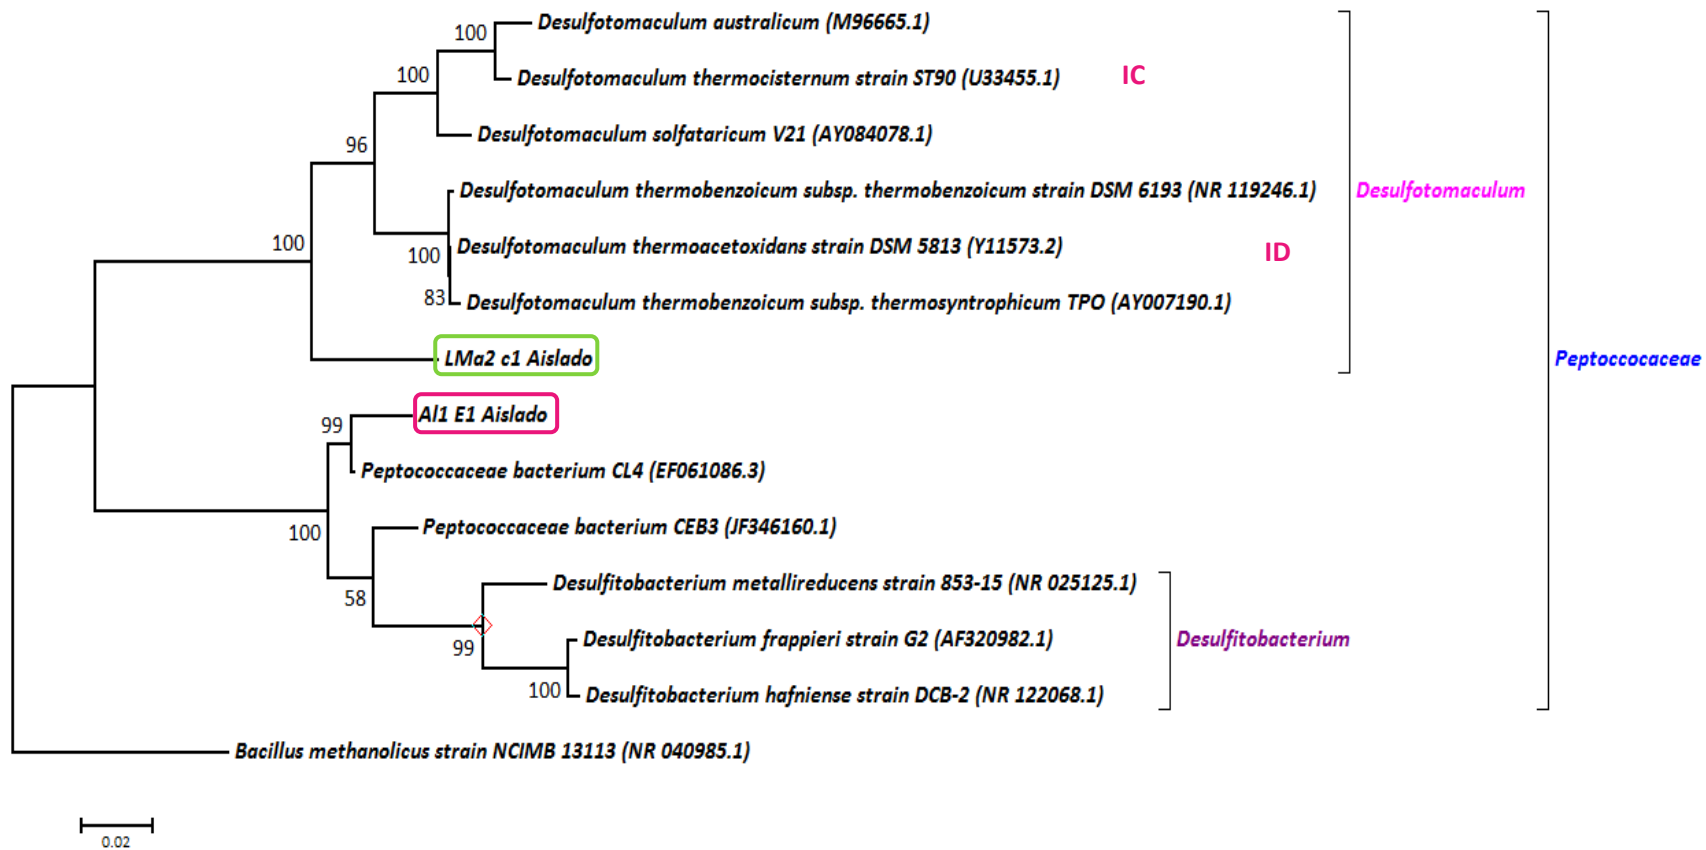 100
Desulfotomaculum australicum (M96665.1)
100
Desulfotomaculum thermocisternum strain ST90 (U33455.1)
IC
Desulfotomaculum solfataricum V21 (AY084078.1)
96
Desulfotomaculum thermobenzoicum subsp. thermobenzoicum strain DSM 6193 (NR 119246.1)
Desulfotomaculum
100
Desulfotomaculum thermoacetoxidans strain DSM 5813 (Y11573.2)
ID
100
83
Desulfotomaculum thermobenzoicum subsp. thermosyntrophicum TPO (AY007190.1)
LMa2 c1 Aislado
Peptoccocaceae
Al1 E1 Aislado
99
Peptococcaceae bacterium CL4 (EF061086.3)
100
Peptococcaceae bacterium CEB3 (JF346160.1)
58
Desulfitobacterium metallireducens strain 853-15 (NR 025125.1)
99
Desulfitobacterium frappieri strain G2 (AF320982.1)
Desulfitobacterium
100
Desulfitobacterium hafniense strain DCB-2 (NR 122068.1)
Bacillus methanolicus strain NCIMB 13113 (NR 040985.1)
0.02